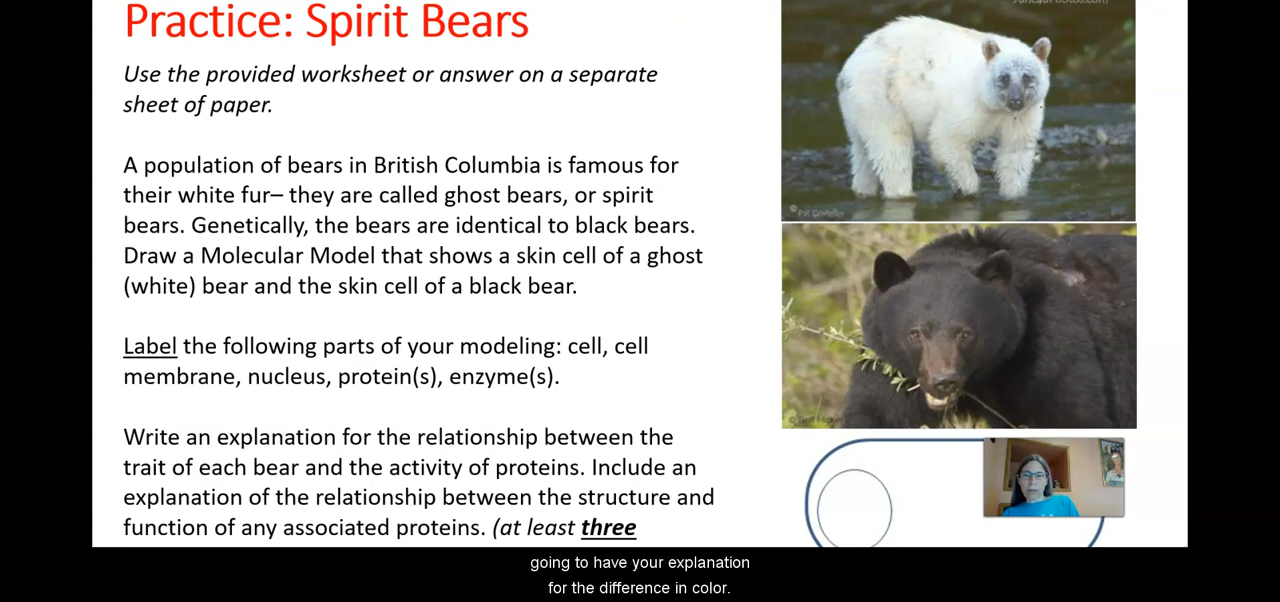 Practice: Spirit Bears
Use the provided worksheet or answer on a separate
sheet of paper.
A population of bears in British Columbia is famous for
their white fur– they are called ghost bears, or spirit
bears. Genetically, the bears are identical to black bears.
Draw a Molecular Model that shows a skin cell of a ghost
(white) bear and the skin cell of a black bear.
Label the following parts of your modeling: cell, cell
membrane, nucleus, protein(s), enzyme(s).
Write an explanation for the relationship between the
trait of each bear and the activity of proteins. Include an
explanation of the relationship between the structure and
function of any associated proteins. (at least three
© Pat Costello
going to have your explanation
for the difference in color.